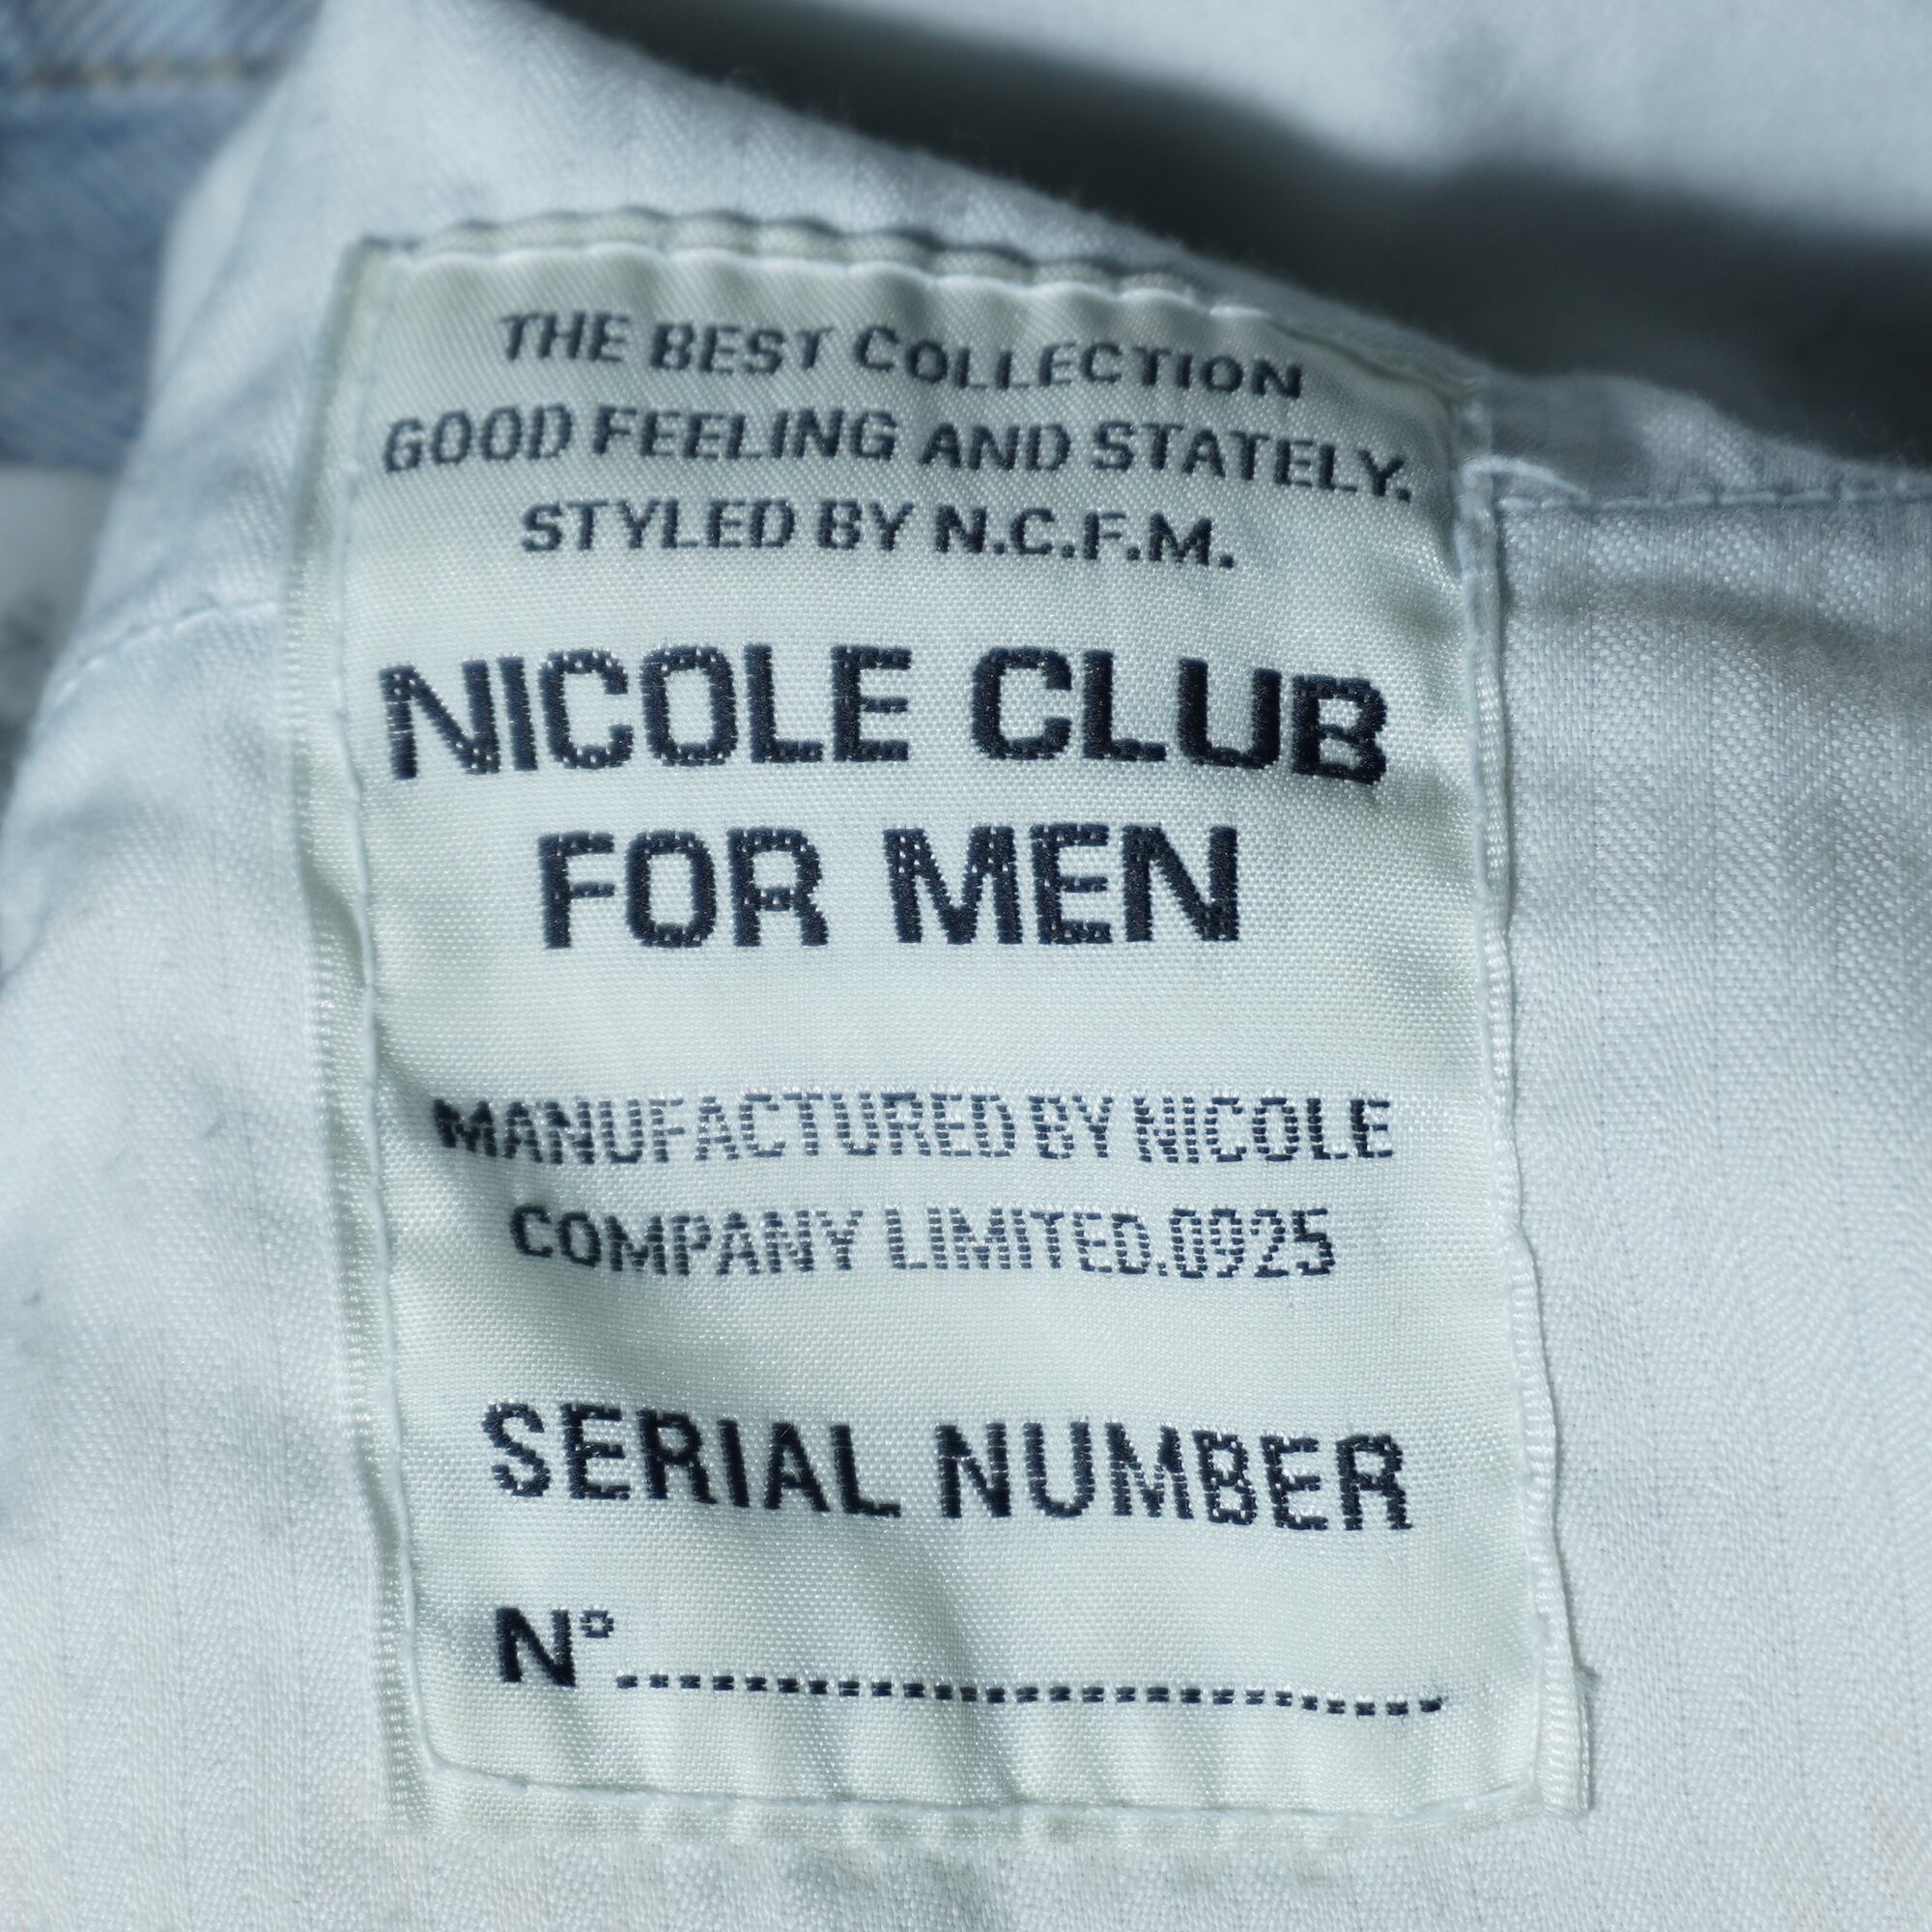 THE BEST COLLECTION
GOOD FEELING AND STATELY.
STYLED BY N.C.F.M.
NICOLE CLUB
FOR MEN
MANUFACTURED BY NICOLE
COMPANY LIMITED.0925
SERIAL NUMBER
N°